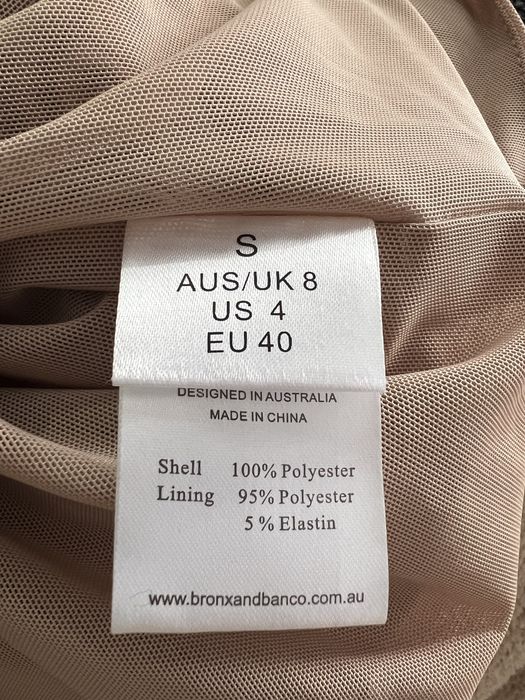 S
AUS/UK 8
US 4
EU 40
DESIGNED IN AUSTRALIA
MADE IN CHINA
Shell 100% Polyester
Lining 95% Polyester
5 % Elastin
www.bronxandbanco.com.au